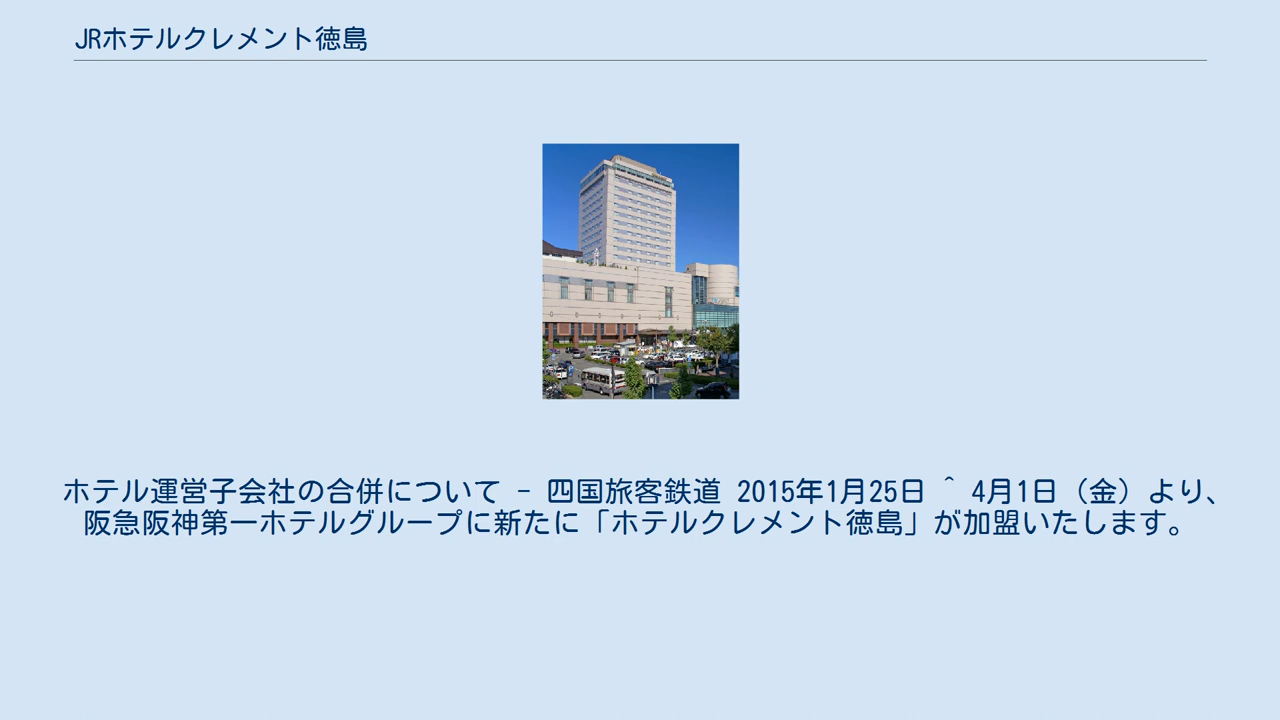 JRホテルクレメント徳島
ホテル運営子会社の合併について - 四国旅客鉄道 2015年1月25日 ^ 4月1日（金）より、
阪急阪神第一ホテルグループに新たに「ホテルクレメント徳島」が加盟いたします。